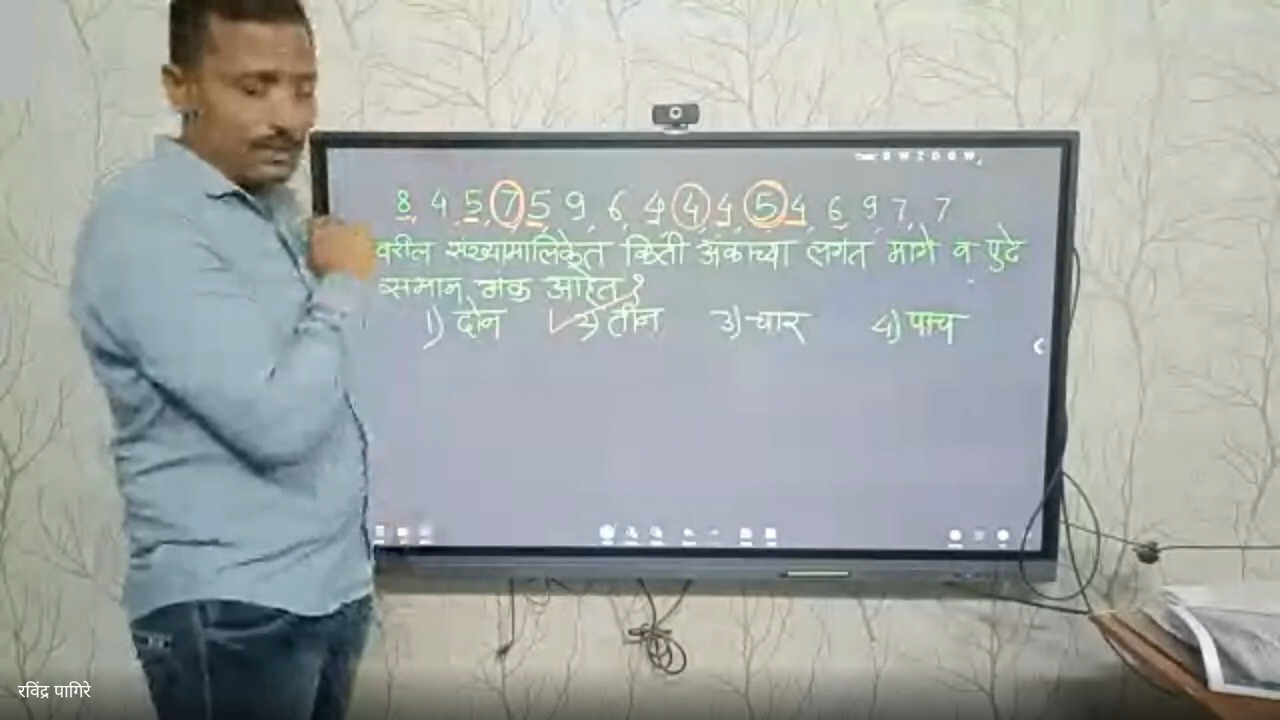 8, 4, 5, 7, 5, 9, 6, 4, 4, 4, 5, 4, 6, 9, 7, 7
वरील संख्यामालिकेत किती अंकाच्या लगत मागे व पुढे
समान अंक आहेत ?
1) दोन 2) तीन 3) चार 4) पाच
रविंद्र पागिरे